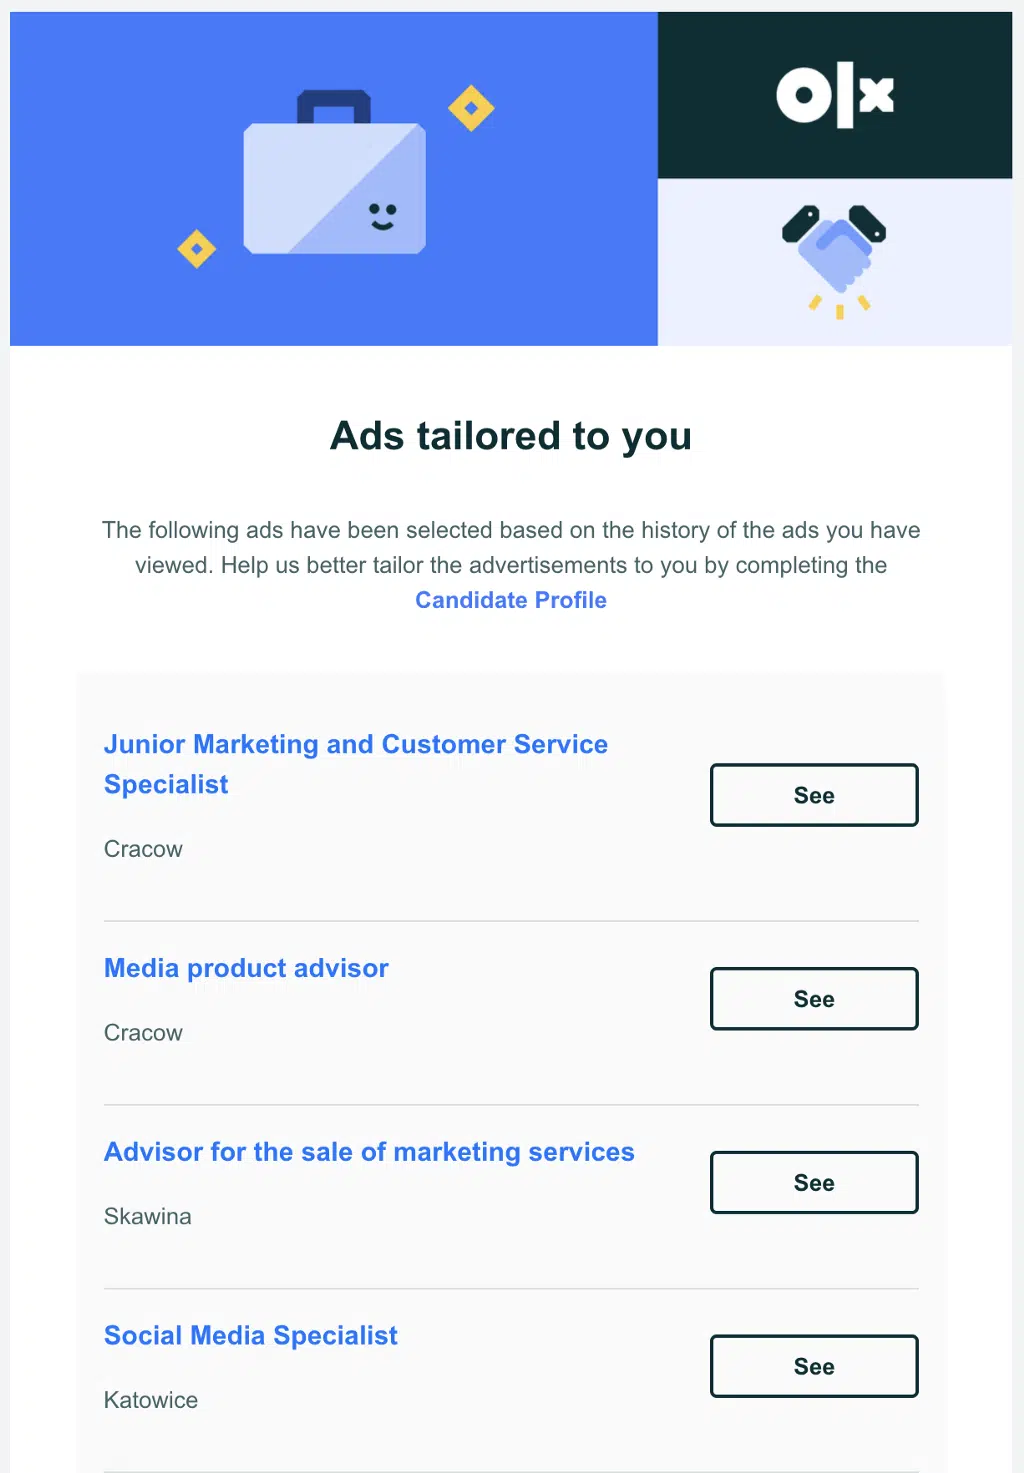 olx
Ads tailored to you
The following ads have been selected based on the history of the ads you have
viewed. Help us better tailor the advertisements to you by completing the
Candidate Profile
Junior Marketing and Customer Service
Specialist
See
Cracow
Media product advisor
See
Cracow
Advisor for the sale of marketing services
See
Skawina
Social Media Specialist
See
Katowice